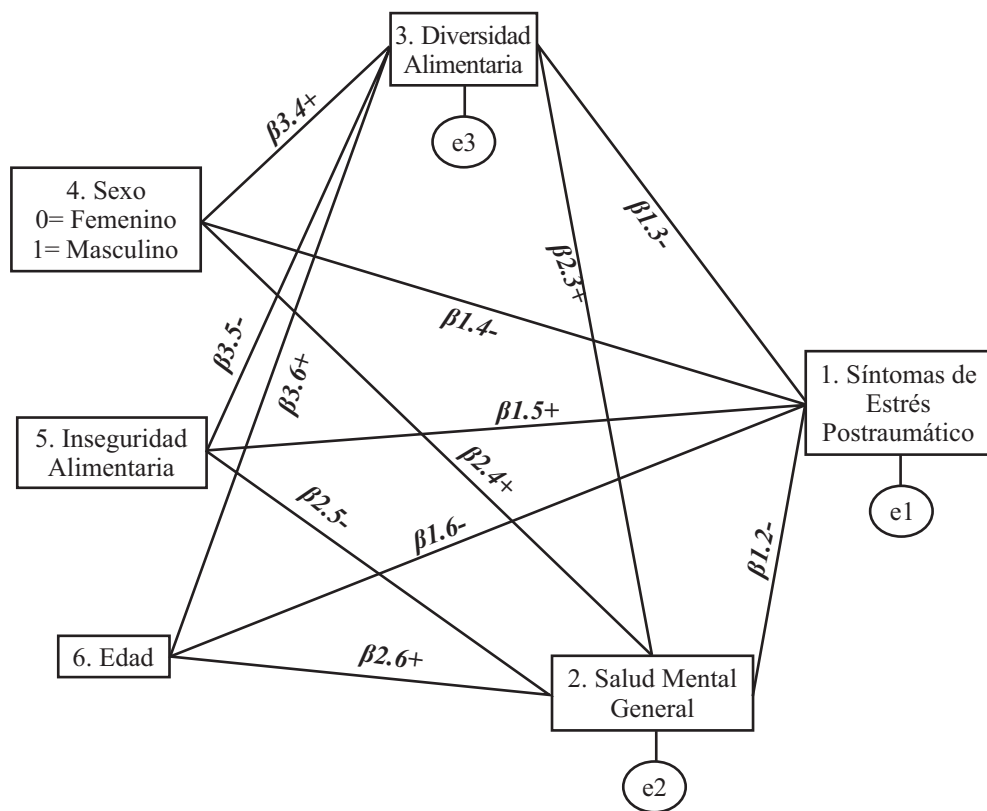 3. Diversidad
Alimentaria
e3
β3.4+
4. Sexo
0= Femenino
1= Masculino
β1.3-
β2.3+
β1.4-
β3.5-
β3.6+
1. Síntomas de
Estrés
Postraumático
e1
β1.5+
5. Inseguridad
Alimentaria
β2.4+
β2.5-
β1.6-
β1.2-
6. Edad
β2.6+
2. Salud Mental
General
e2